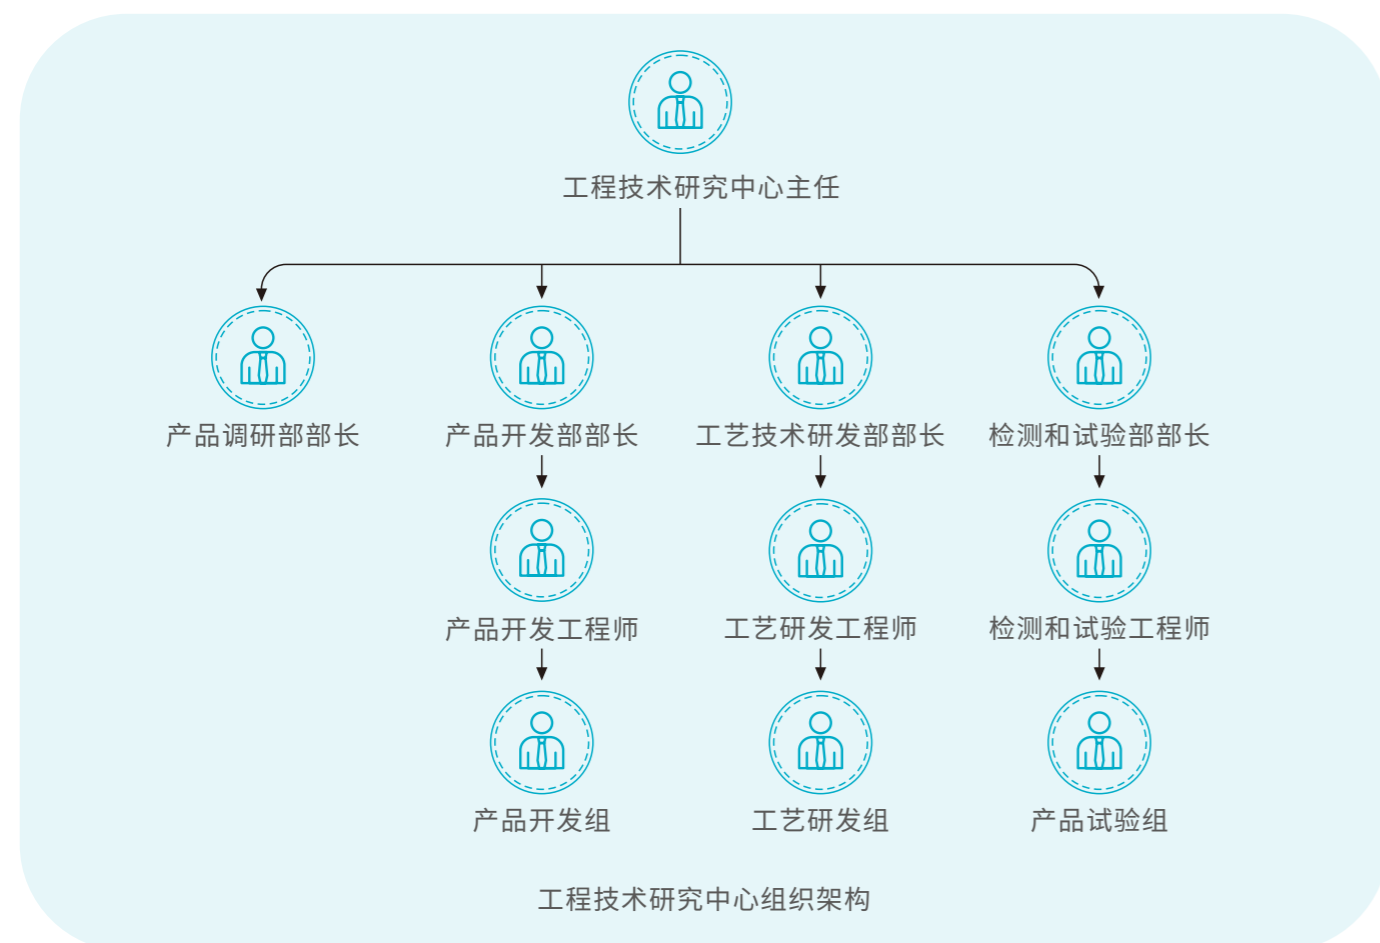 工程技术研究中心主任
产品调研部部长
产品开发部部长
工艺技术研发部部长
检测和试验部部长
产品开发工程师
工艺研发工程师
检测和试验工程师
产品开发组
工艺研发组
产品试验组
工程技术研究中心组织架构